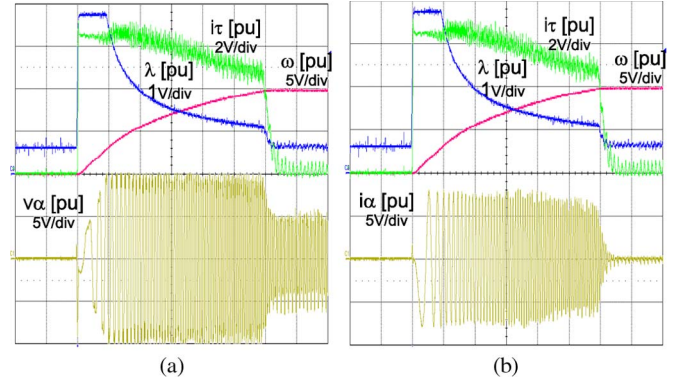 iτ [pu]
2V/div
λ [pu]
1V/div
ω [pu]
5V/div
vα [pu]
5V/div
(a)
iτ [pu]
2V/div
λ [pu]
1V/div
ω [pu]
5V/div
iα [pu]
5V/div
(b)